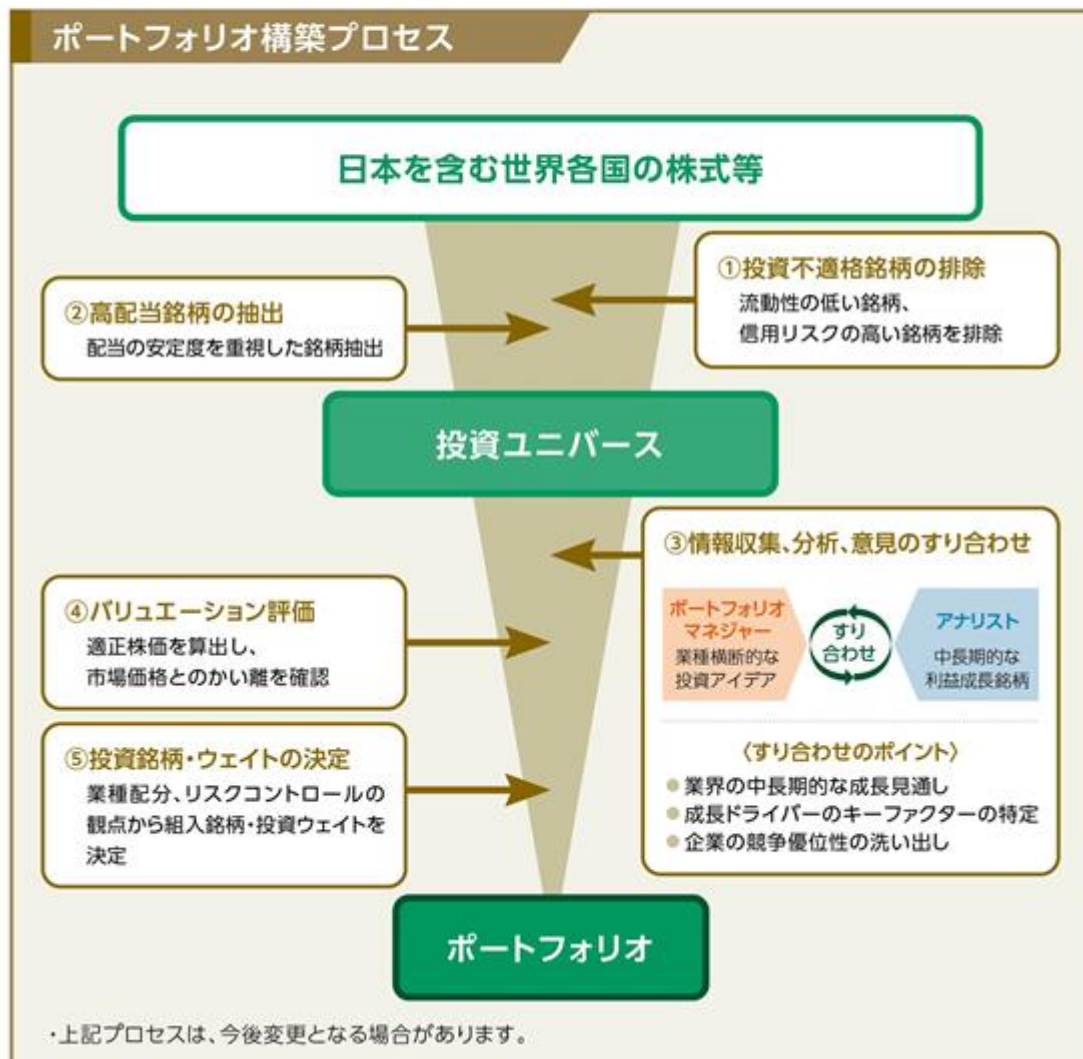 ポートフォリオ構築プロセス
日本を含む世界各国の株式等
①投資不適格銘柄の排除
流動性の低い銘柄、
信用リスクの高い銘柄を排除
②高配当銘柄の抽出
配当の安定度を重視した銘柄抽出
投資ユニバース
③情報収集、分析、意見のすり合わせ
ポートフォリオ
マネジャー
業種横断的な
投資アイデア
すり
合わせ
アナリスト
中長期的な
利益成長銘柄
〈すり合わせのポイント〉
●業界の中長期的な成長見通し
●成長ドライバーのキーファクターの特定
●企業の競争優位性の洗い出し
④バリュエーション評価
適正株価を算出し、
市場価格とのかい離を確認
⑤投資銘柄・ウェイトの決定
業種配分、リスクコントロールの
観点から組入銘柄・投資ウェイトを
決定
ポートフォリオ
・上記プロセスは、今後変更となる場合があります。